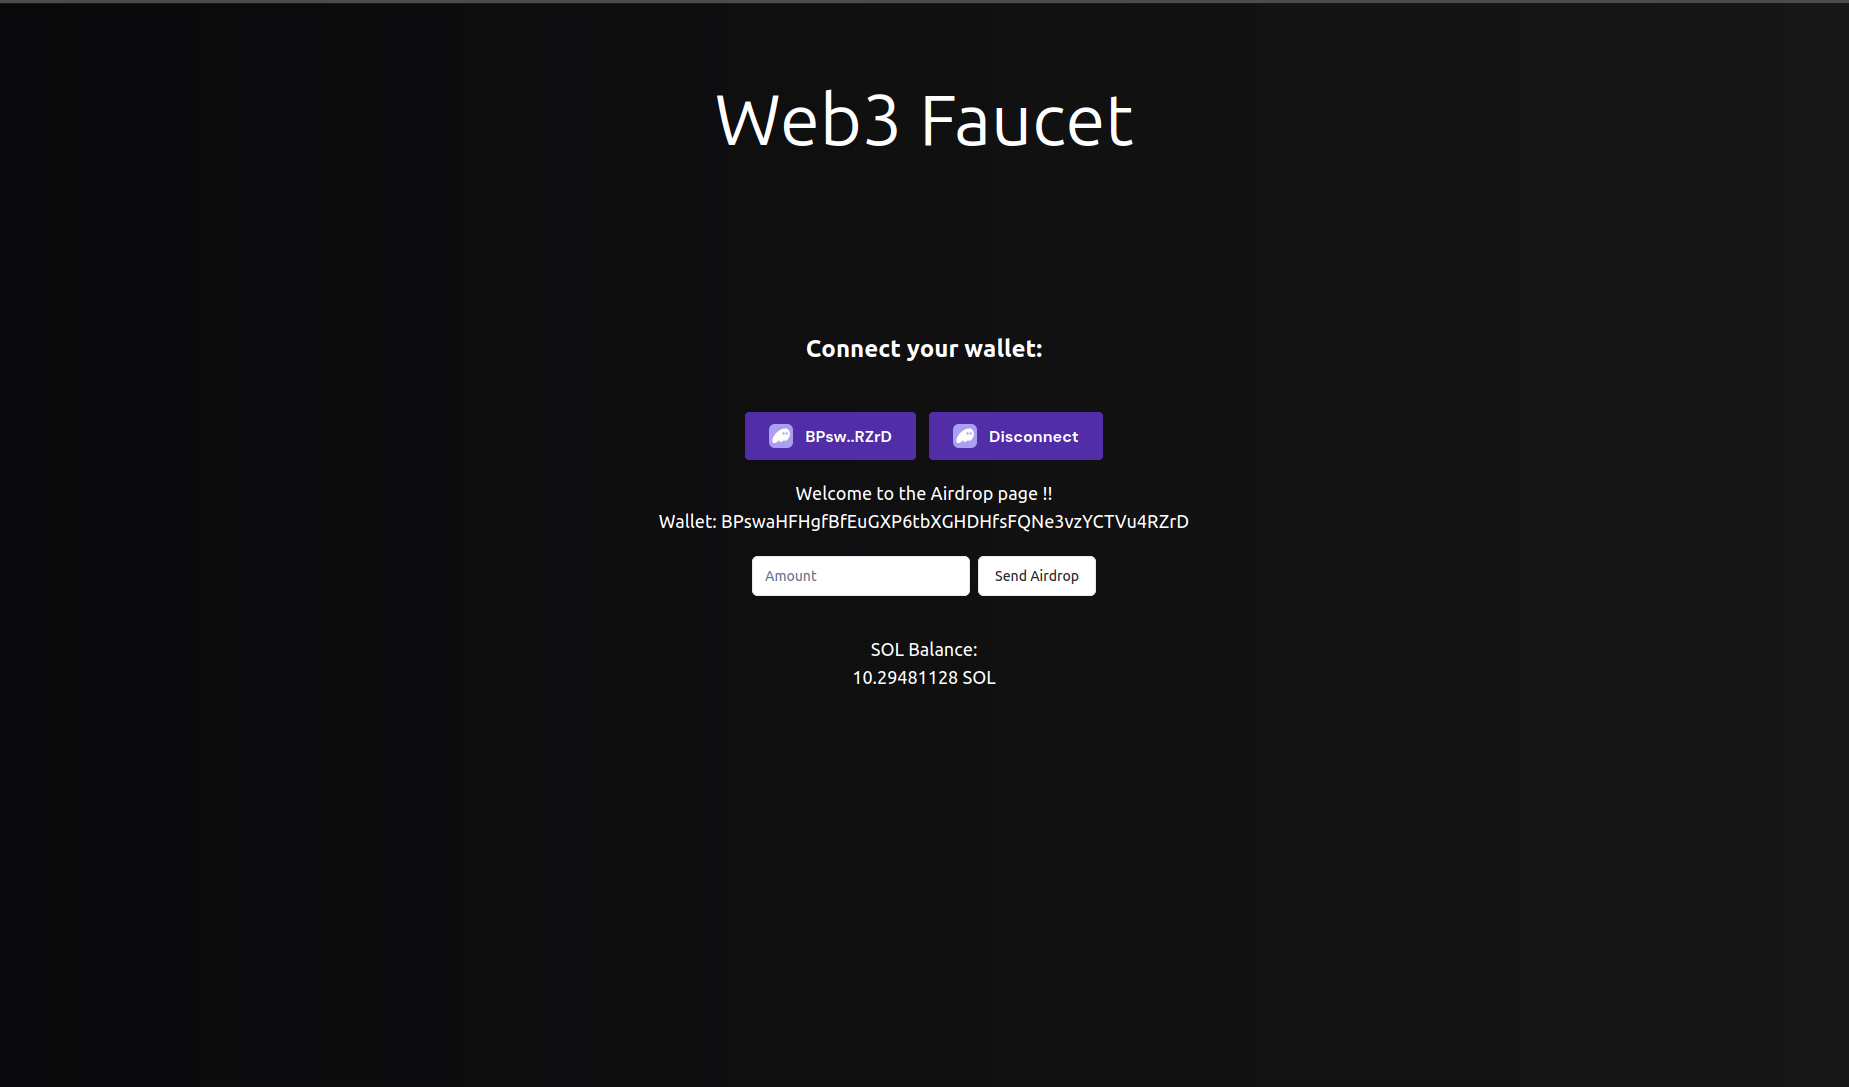 Web3 Faucet
Connect your wallet:
BPsw..RZrD
Disconnect
Welcome to the Airdrop page !!
Wallet: BPswaHFHgfBfEuGXP6tbXGHDHfsFQNe3vzYCTVu4RZrD
Amount
Send Airdrop
SOL Balance:
10.29481128 SOL